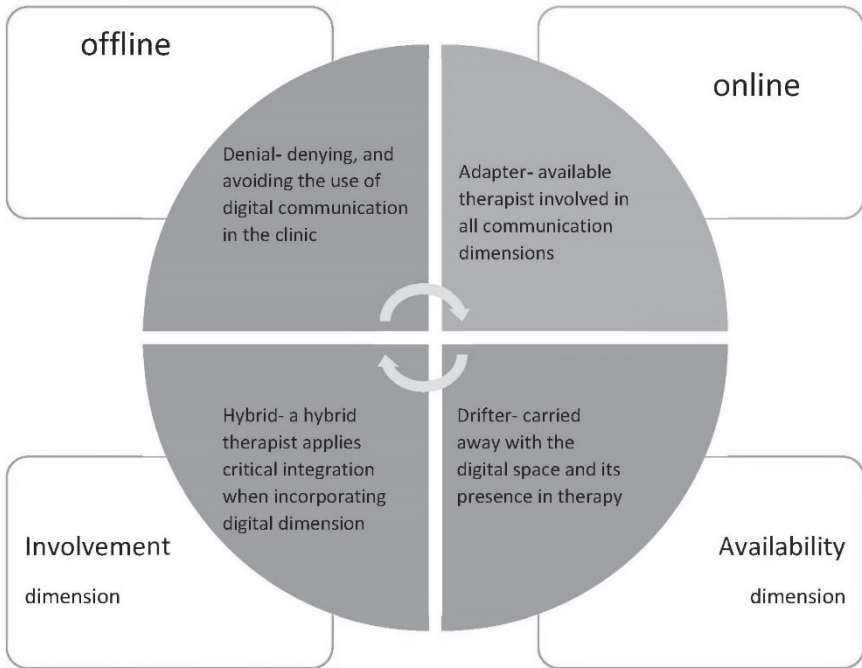 offline
online
Denial- denying, and
avoiding the use of
digital communication
in the clinic
Adapter- available
therapist involved in
all communication
dimensions
Hybrid- a hybrid
therapist applies
critical integration
when incorporating
digital dimension
Drifter- carried
away with the
digital space and its
presence in therapy
Involvement
dimension
Availability
dimension